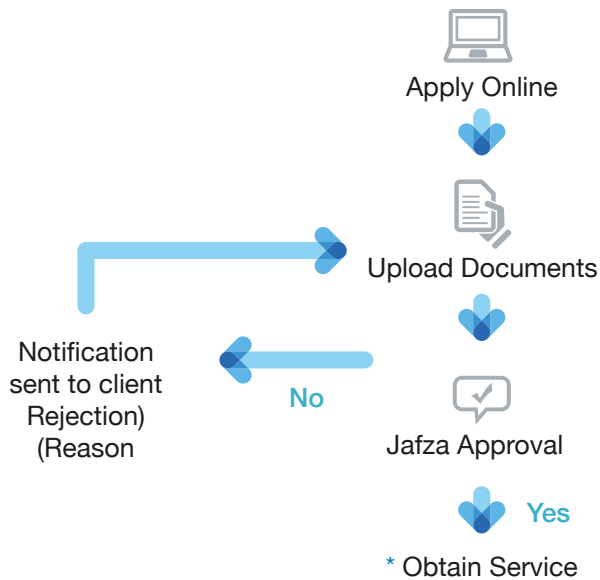 Apply Online
Upload Documents
Notification
sent to client
Rejection)
(Reason
No
Jafza Approval
Yes
* Obtain Service